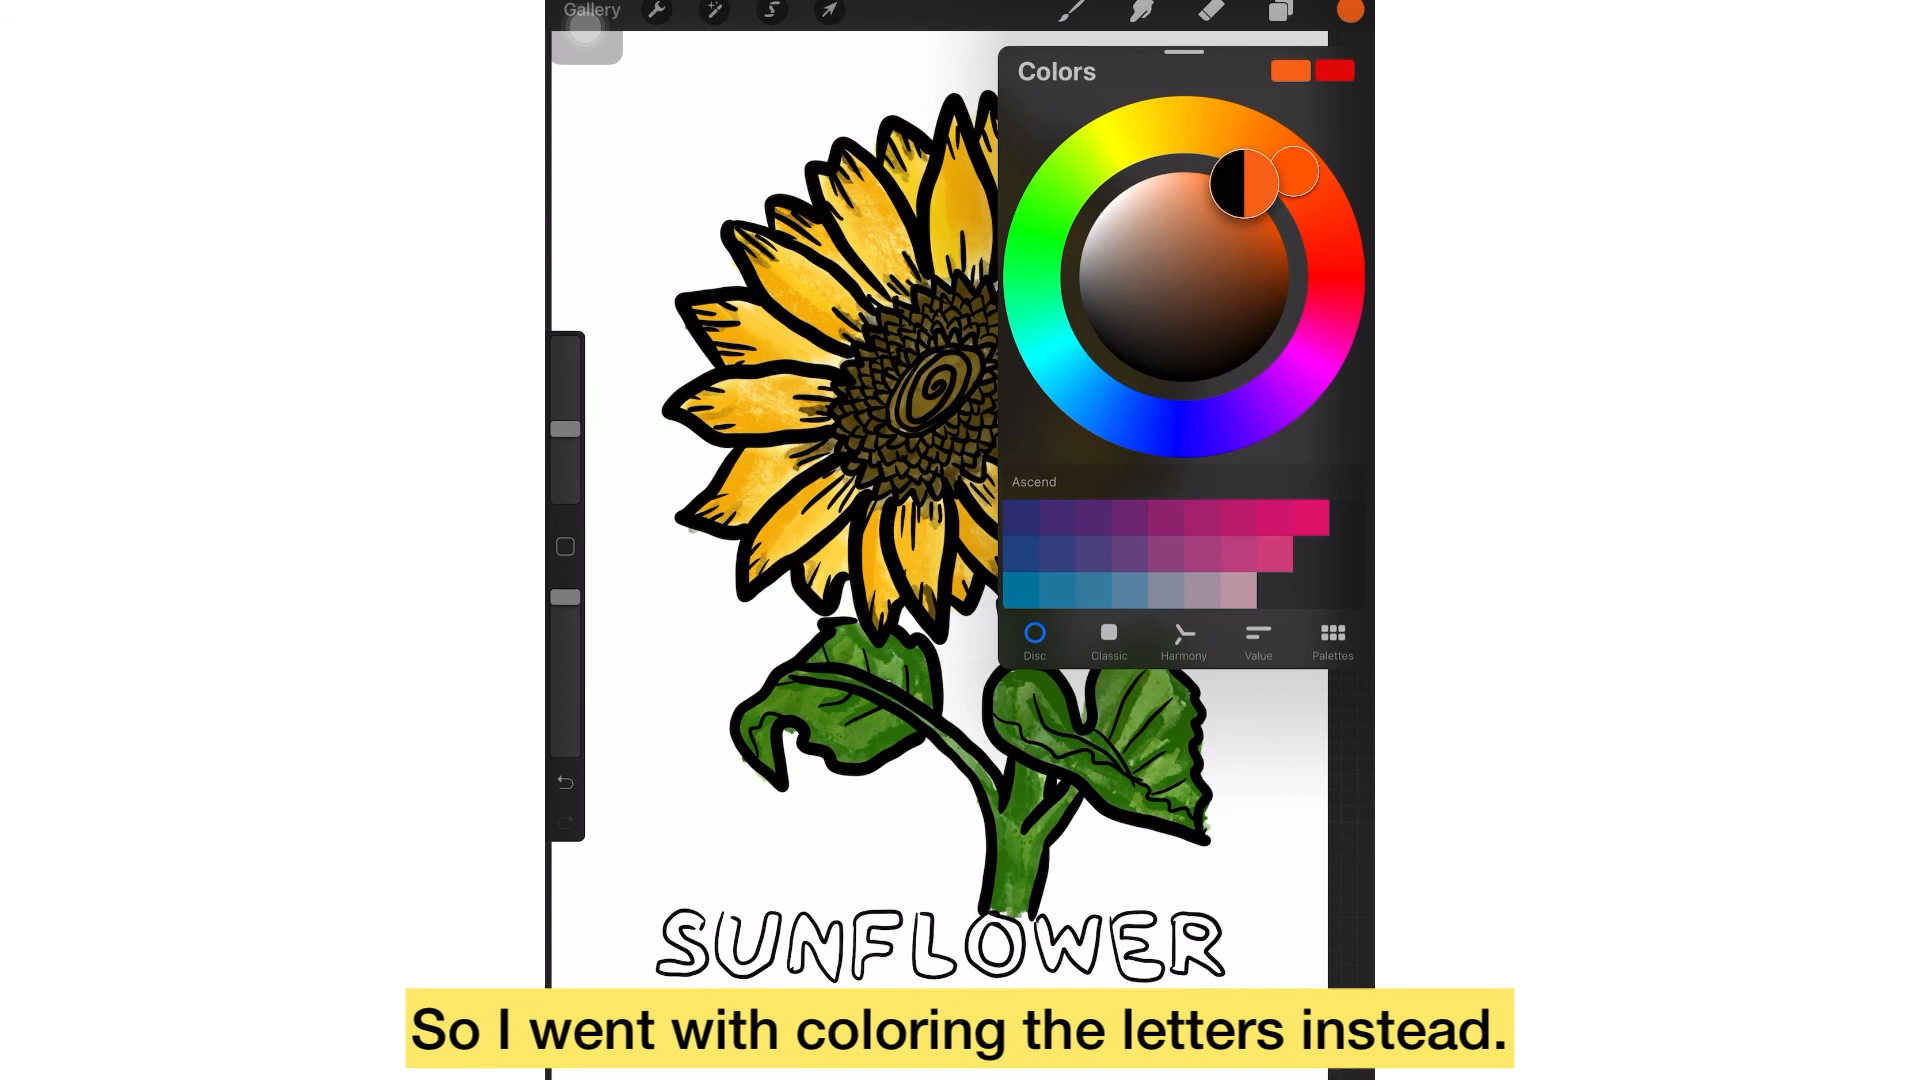 Gallery
Colors
Ascend
Disc Classic Harmony Value Palettes
SUNFLOWER
So I went with coloring the letters instead.